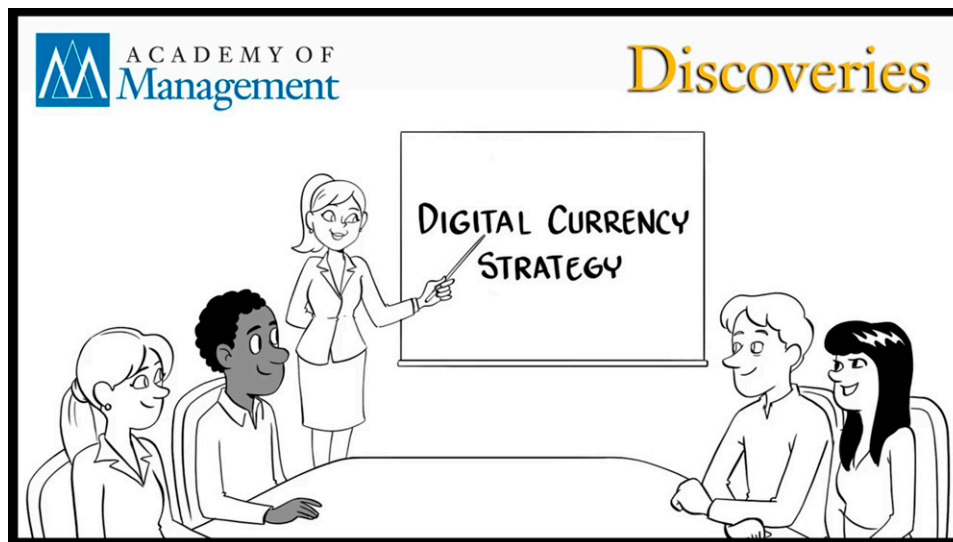 ACADEMY OF
Management
Discoveries
DIGITAL CURRENCY
STRATEGY